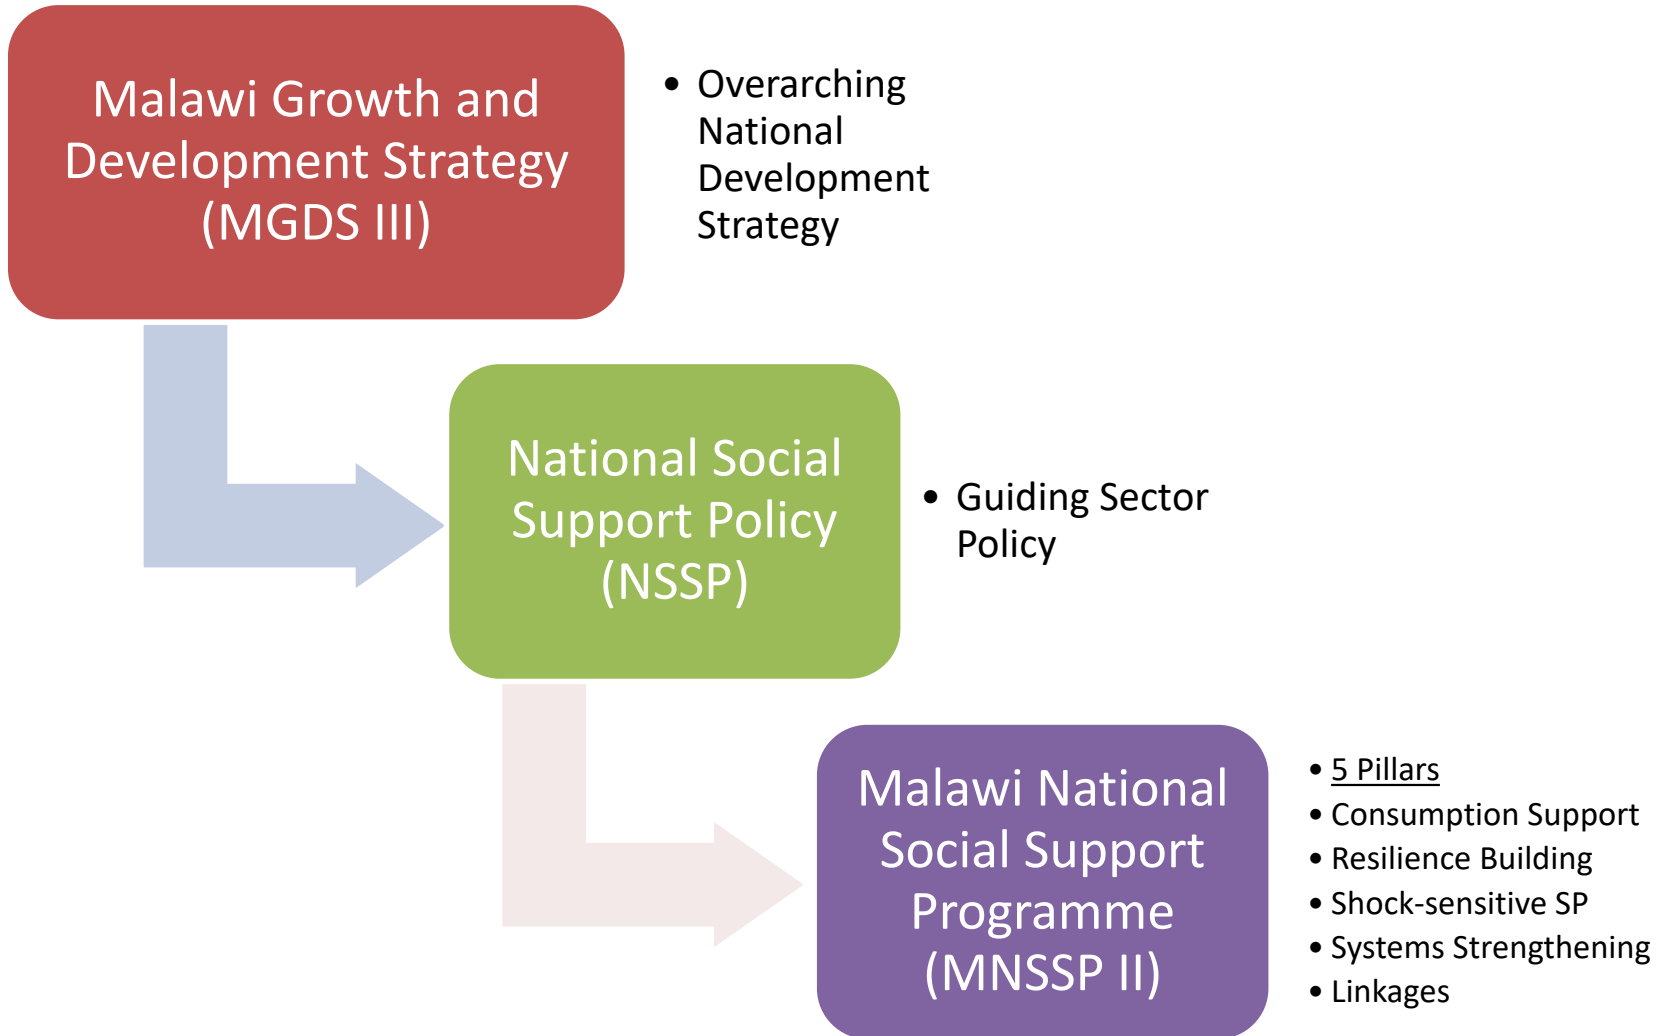 Malawi Growth and
Development Strategy
(MGDS III)
• Overarching
National
Development
Strategy
National Social
Support Policy
(NSSP)
• Guiding Sector
Policy
Malawi National
Social Support
Programme
(MNSSP II)
• 5 Pillars
• Consumption Support
• Resilience Building
• Shock-sensitive SP
• Systems Strengthening
• Linkages